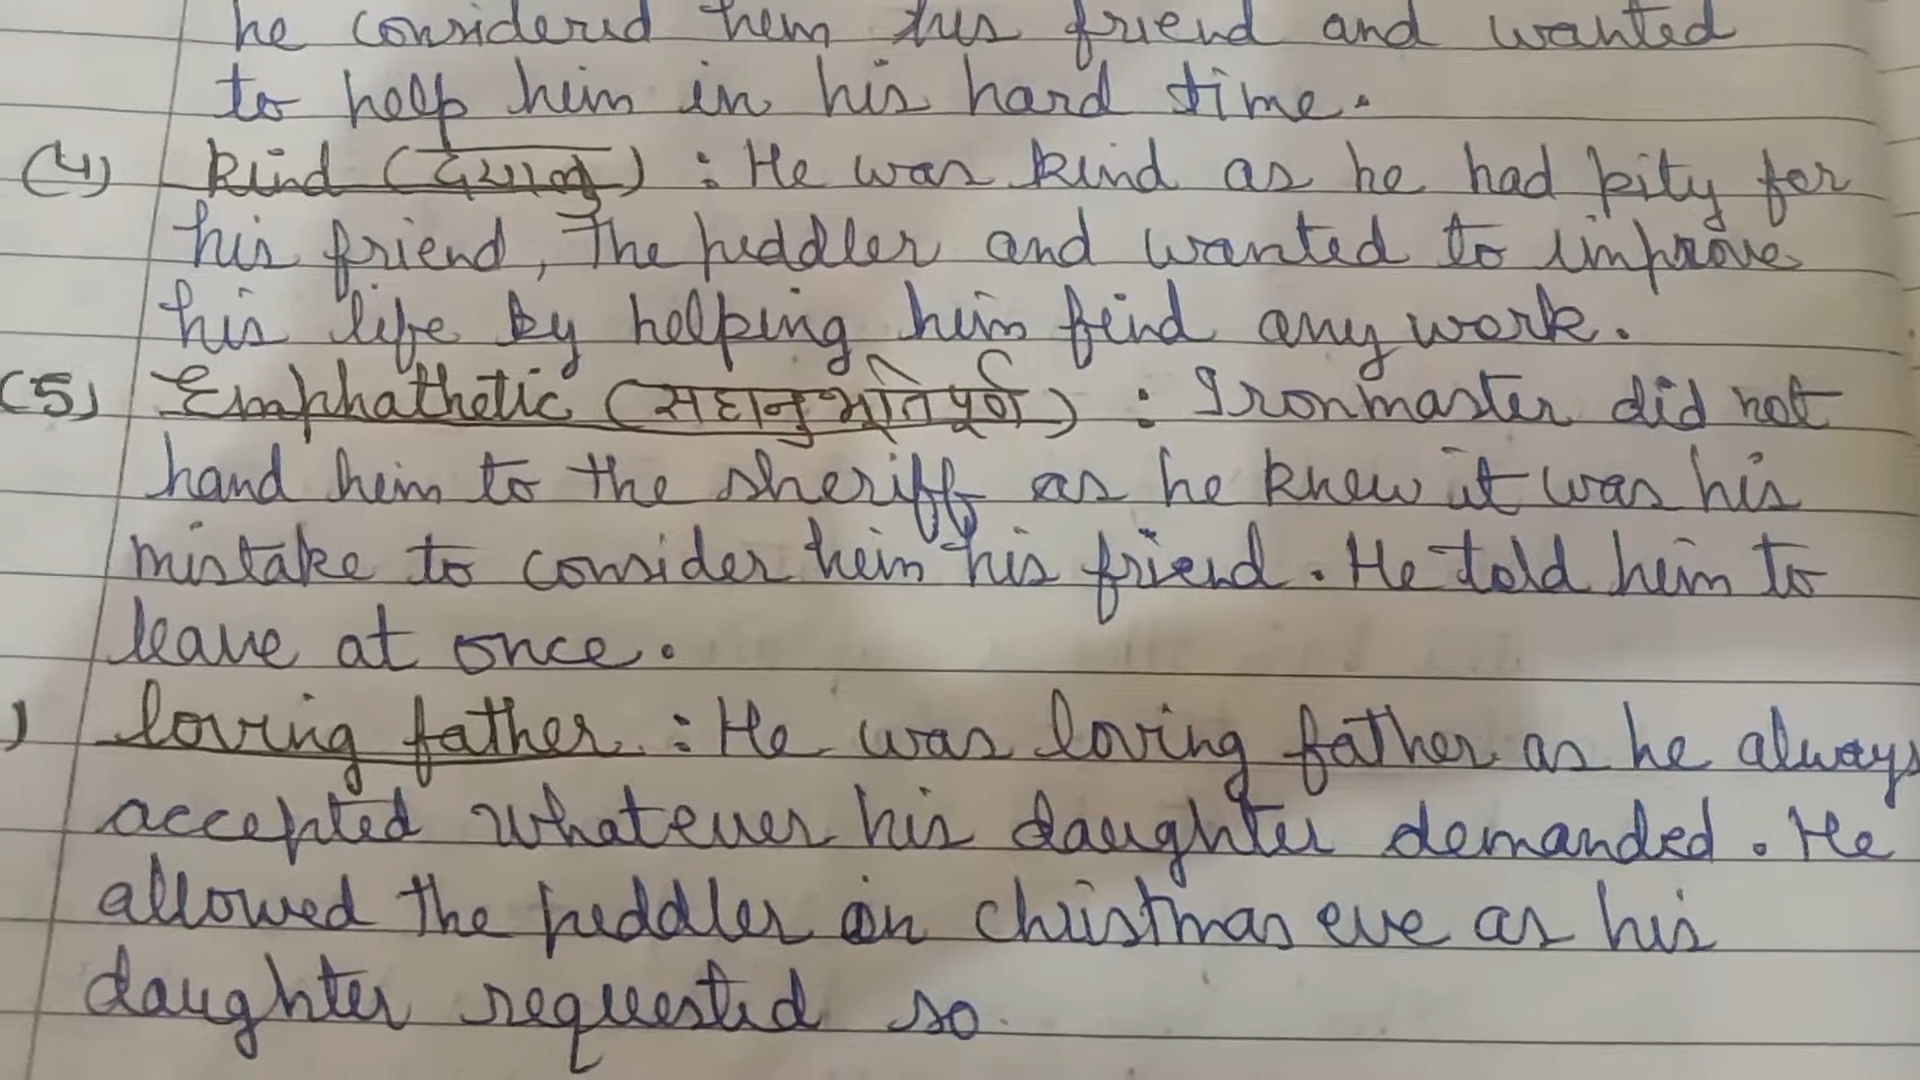 he considered them his friend and wanted
to help him in his hard time.
(4) kind (दयालु) : He was kind as he had pity for
his friend, The peddler and wanted to improve
his life by helping him find any work.
(5) Emphathetic (सहानुभूति पूर्ण) : Ironmaster did not
hand him to the sheriff as he knew it was his
mistake to consider him his friend. He told him to
leave at once.
) loving father : He was loving father as he always
accepted whatever his daughter demanded. He
allowed the peddler on christmas eve as his
daughter requested so.